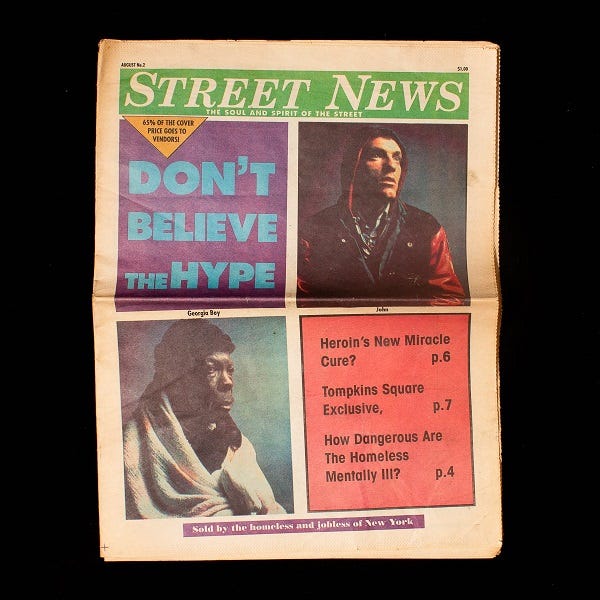 AUGUST No.2
$1.00
STREET NEWS
THE SOUL AND SPIRIT OF THE STREET
65% OF THE COVER
PRICE GOES TO
VENDORS!
DON'T
BELIEVE
THE HYPE
Georgia Boy
John
Heroin's New Miracle
Cure? p.6
Tompkins Square
Exclusive, p.7
How Dangerous Are
The Homeless
Mentally Ill? p.4
Sold by the homeless and jobless of New York